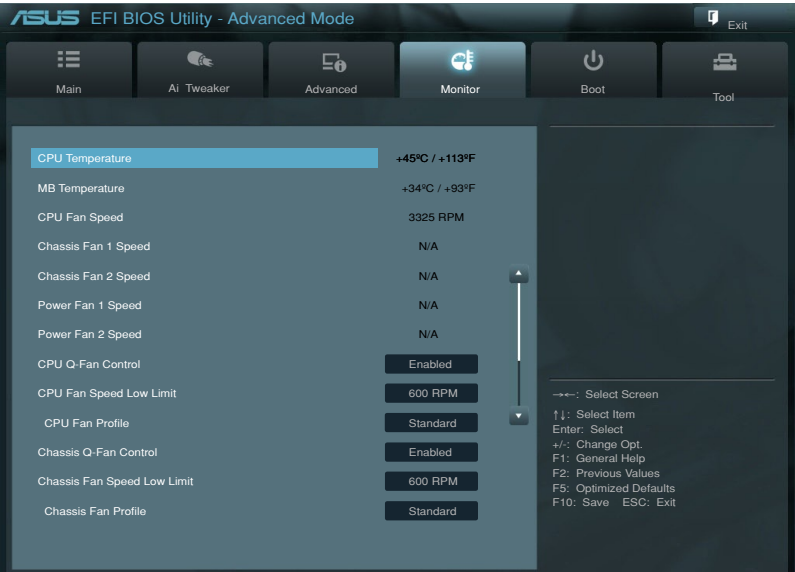 ASUS EFI BIOS Utility - Advanced Mode
Exit
Main
Ai Tweaker
Advanced
Monitor
Boot
Tool
CPU Temperature +45ºC / +113ºF
MB Temperature +34ºC / +93ºF
CPU Fan Speed 3325 RPM
Chassis Fan 1 Speed N/A
Chassis Fan 2 Speed N/A
Power Fan 1 Speed N/A
Power Fan 2 Speed N/A
CPU Q-Fan Control Enabled
CPU Fan Speed Low Limit 600 RPM
CPU Fan Profile Standard
Chassis Q-Fan Control Enabled
Chassis Fan Speed Low Limit 600 RPM
Chassis Fan Profile Standard
→←: Select Screen
↑↓: Select Item
Enter: Select
+/-: Change Opt.
F1: General Help
F2: Previous Values
F5: Optimized Defaults
F10: Save ESC: Exit